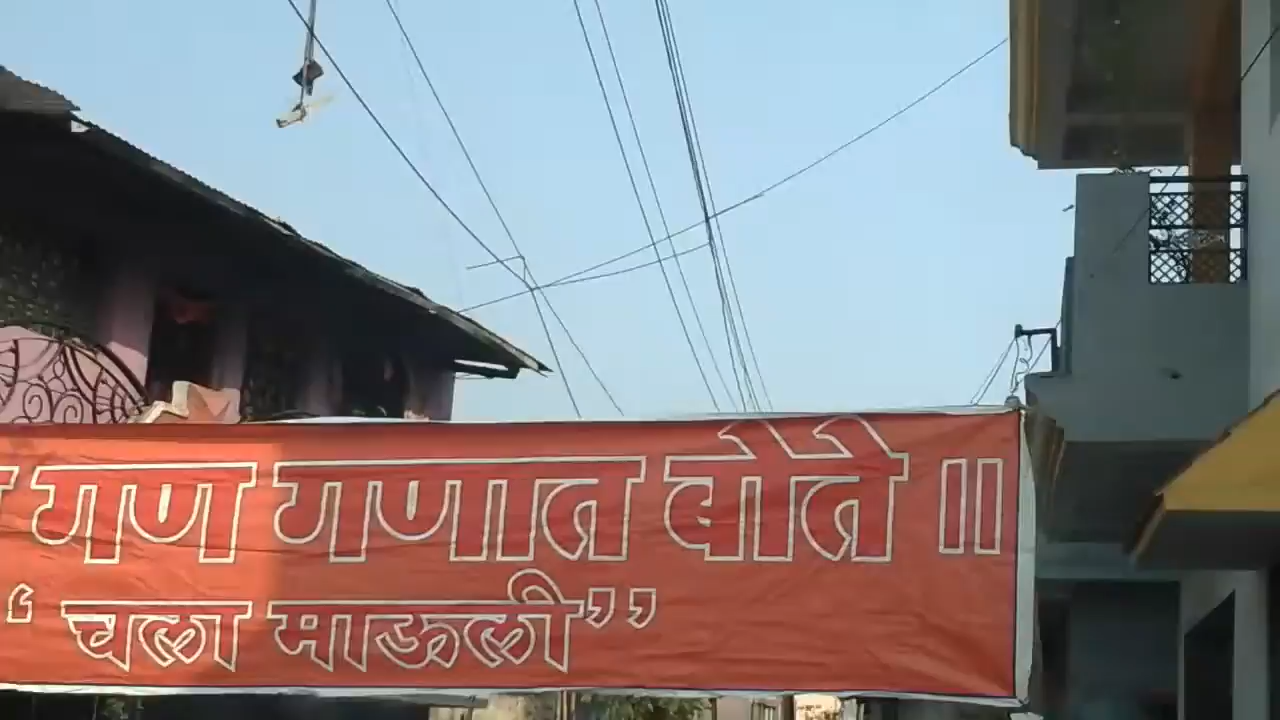 गण गणात बोते ॥
‘ चला माऊली’’